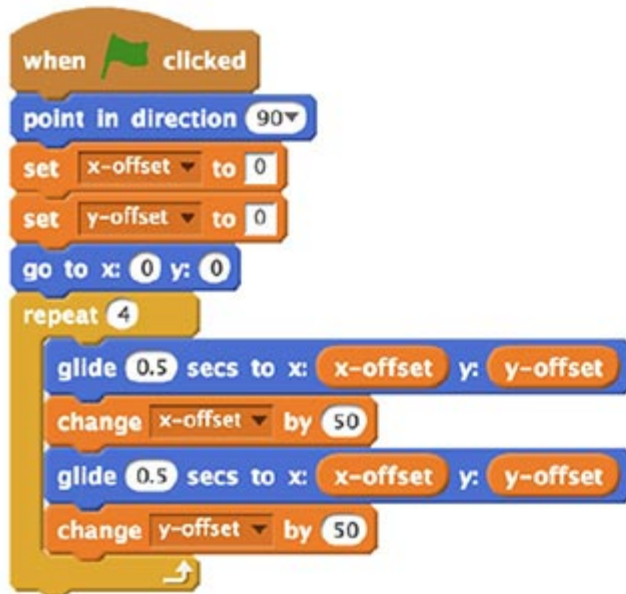 when clicked
point in direction 90
set x-offset to 0
set y-offset to 0
go to x: 0 y: 0
repeat 4
glide 0.5 secs to x: x-offset y: y-offset
change x-offset by 50
glide 0.5 secs to x: x-offset y: y-offset
change y-offset by 50